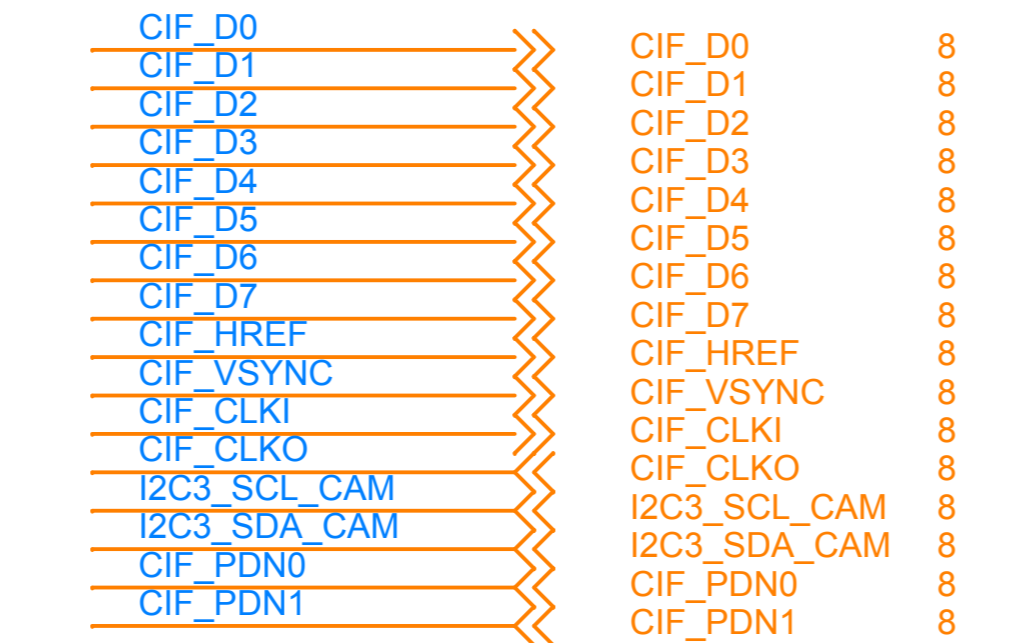 CIF_D0 CIF_D0 8
CIF_D1 CIF_D1 8
CIF_D2 CIF_D2 8
CIF_D3 CIF_D3 8
CIF_D4 CIF_D4 8
CIF_D5 CIF_D5 8
CIF_D6 CIF_D6 8
CIF_D7 CIF_D7 8
CIF_HREF CIF_HREF 8
CIF_VSYNC CIF_VSYNC 8
CIF_CLKI CIF_CLKI 8
CIF_CLKO CIF_CLKO 8
I2C3_SCL_CAM I2C3_SCL_CAM 8
I2C3_SDA_CAM I2C3_SDA_CAM 8
CIF_PDN0 CIF_PDN0 8
CIF_PDN1 CIF_PDN1 8